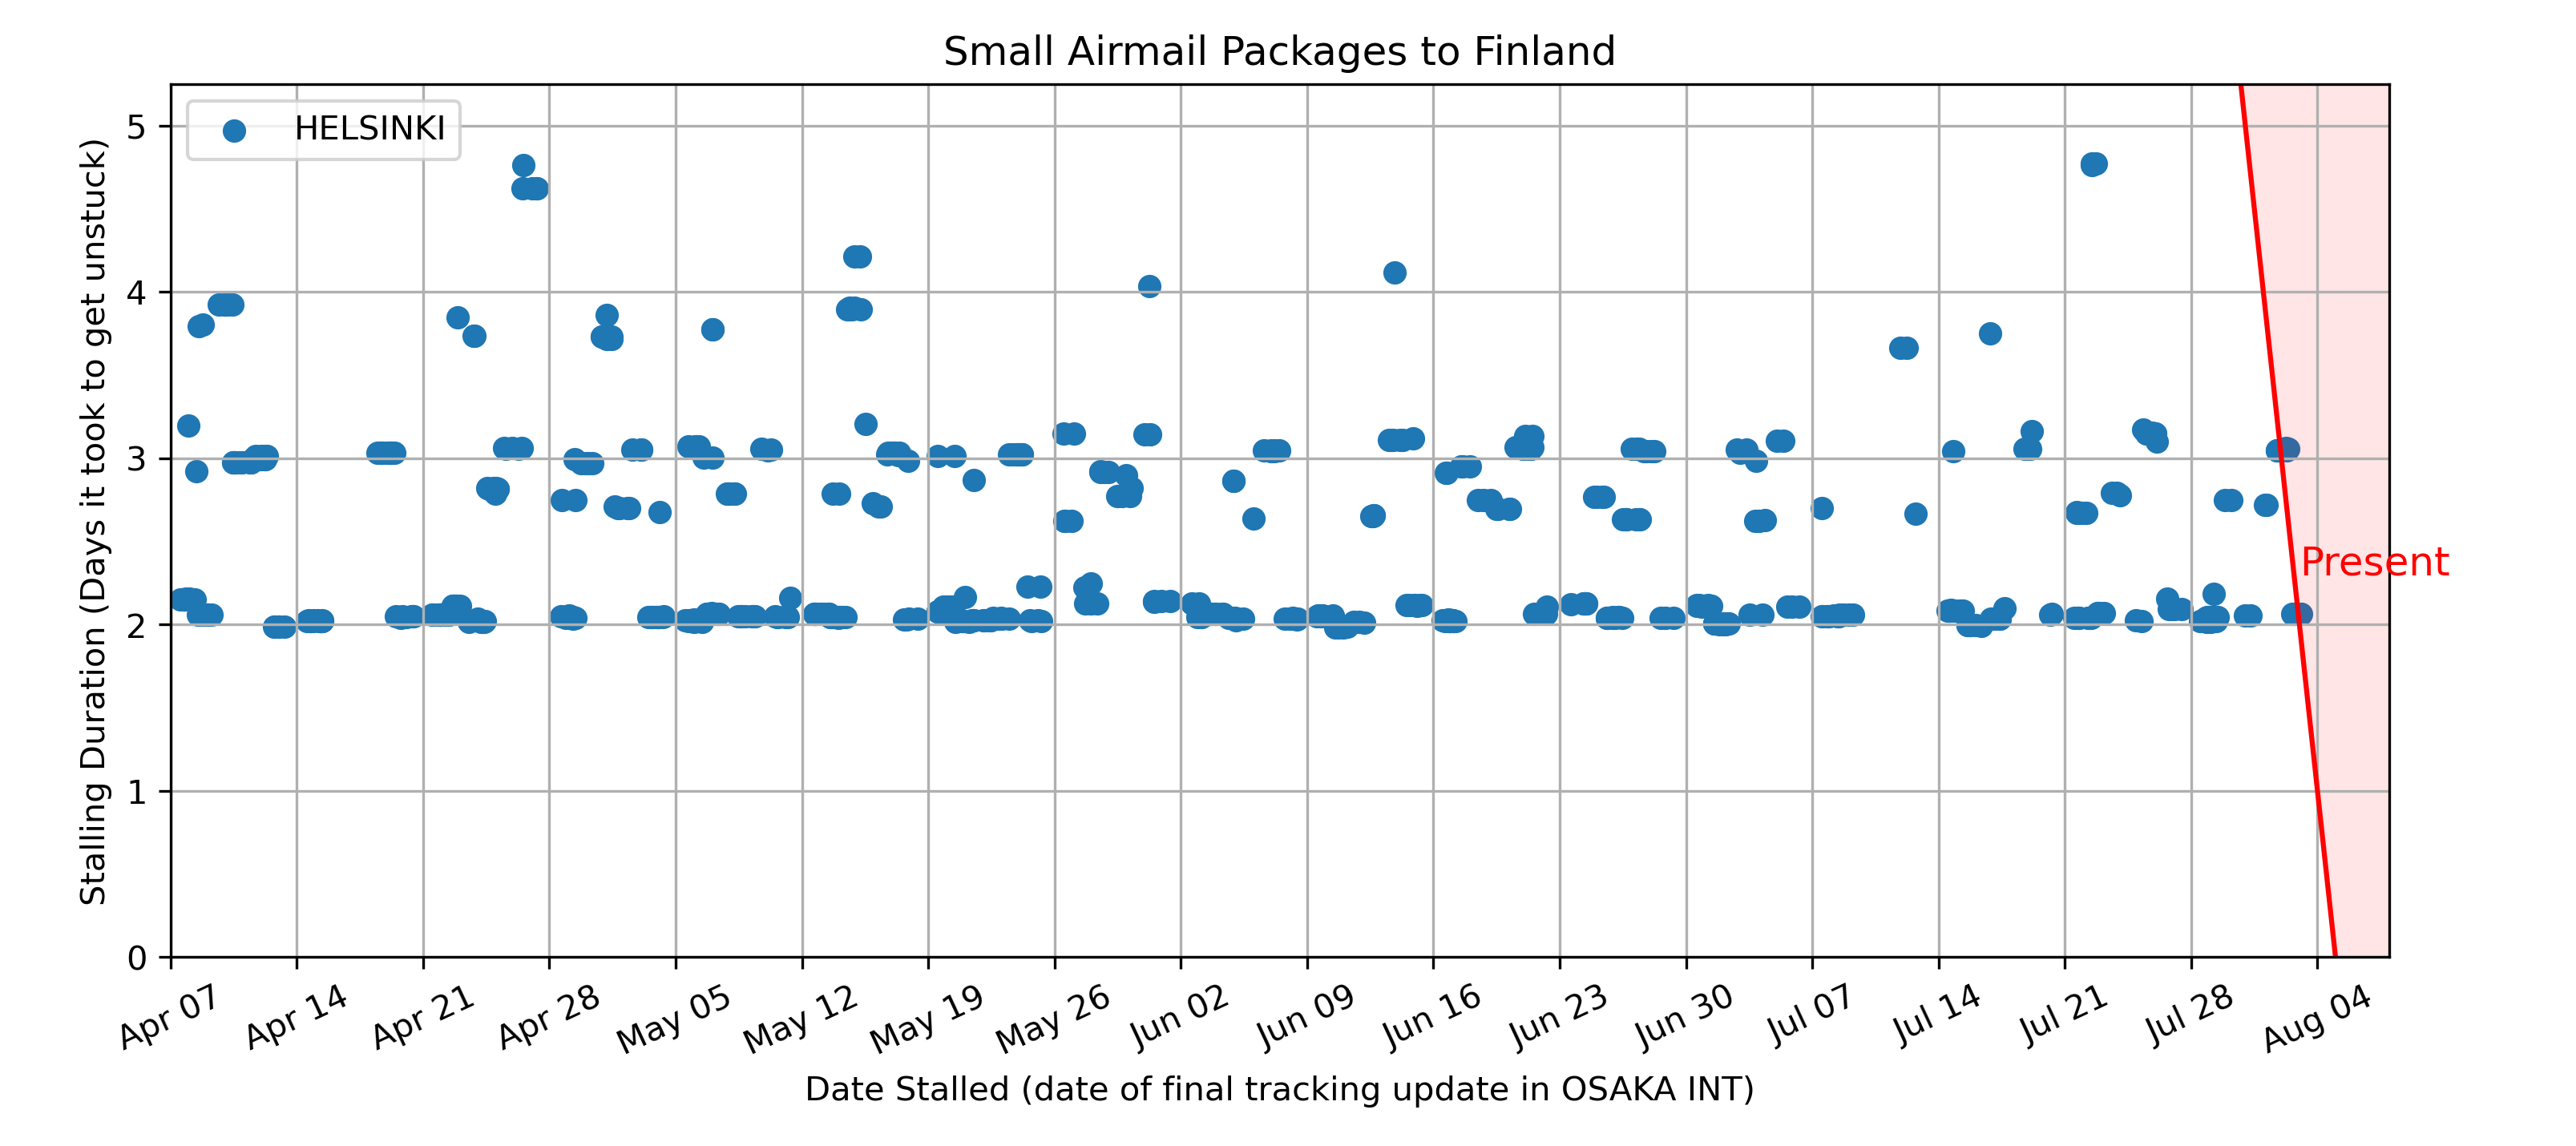 Small Airmail Packages to Finland
HELSINKI
Stalling Duration (Days it took to get unstuck)
5
4
3
2
1
0
Present
Apr 07
Apr 14
Apr 21
Apr 28
May 05
May 12
May 19
May 26
Jun 02
Jun 09
Jun 16
Jun 23
Jun 30
Jul 07
Jul 14
Jul 21
Jul 28
Aug 04
Date Stalled (date of final tracking update in OSAKA INT)